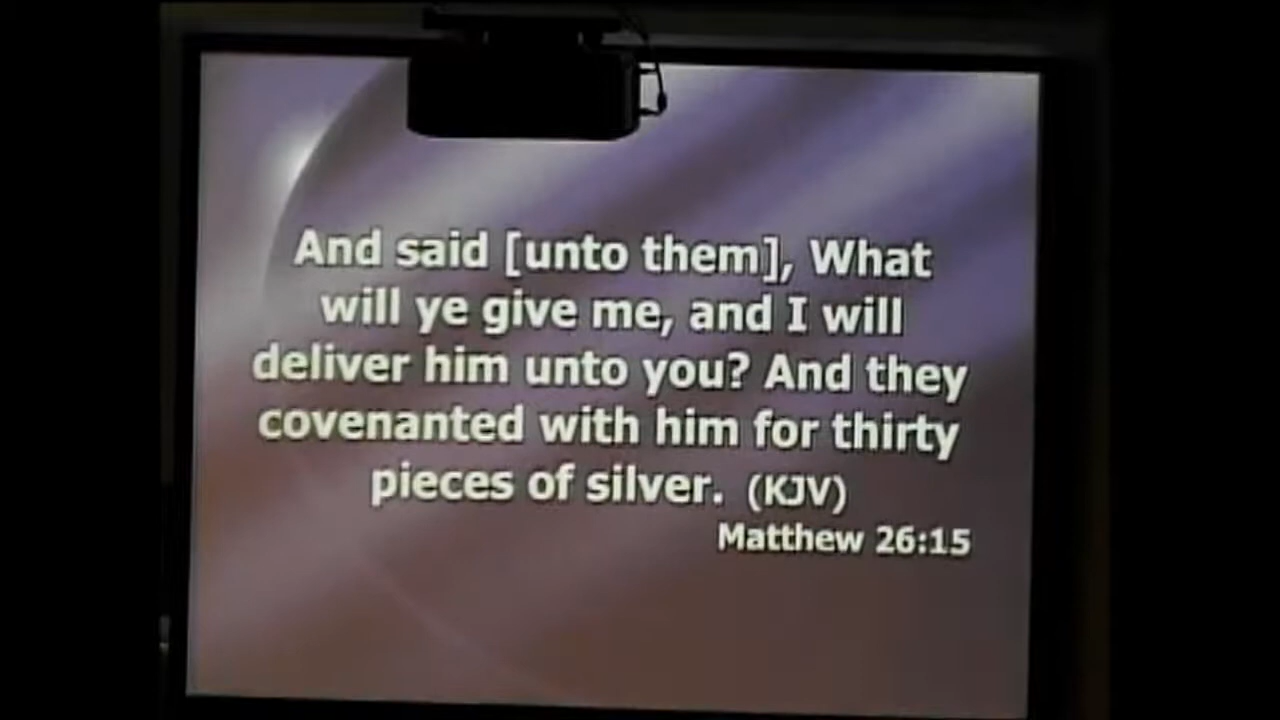 And said [unto them], What
will ye give me, and I will
deliver him unto you? And they
covenanted with him for thirty
pieces of silver. (KJV)
Matthew 26:15